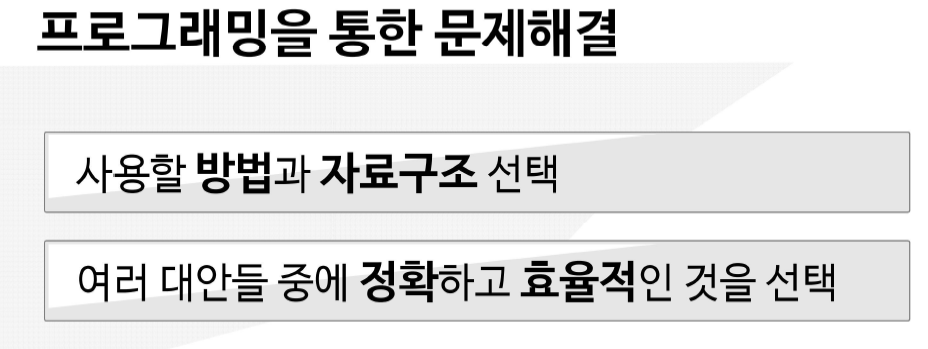 프로그래밍을 통한 문제해결
사용할 방법과 자료구조 선택
여러 대안들 중에 정확하고 효율적인 것을 선택